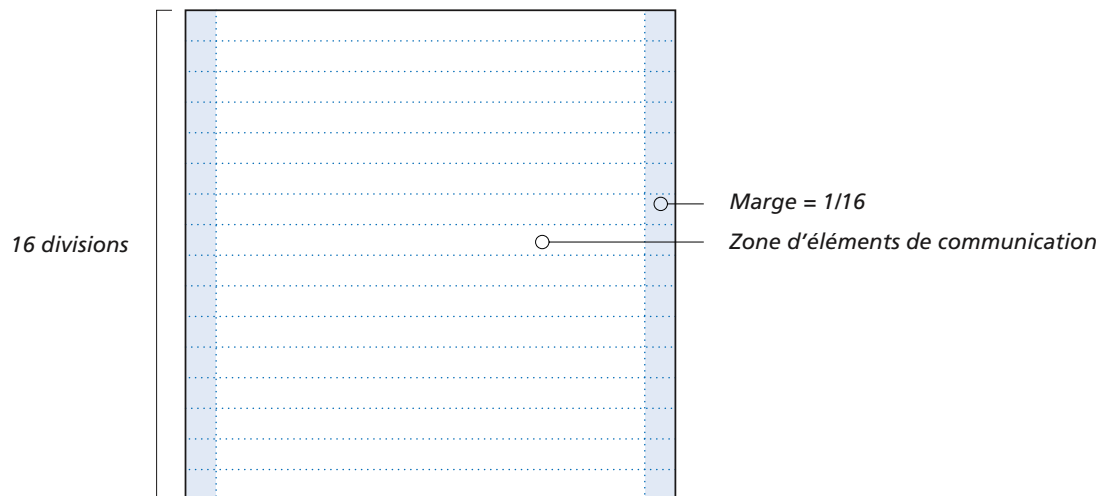 Marge = 1/16
16 divisions
Zone d’éléments de communication